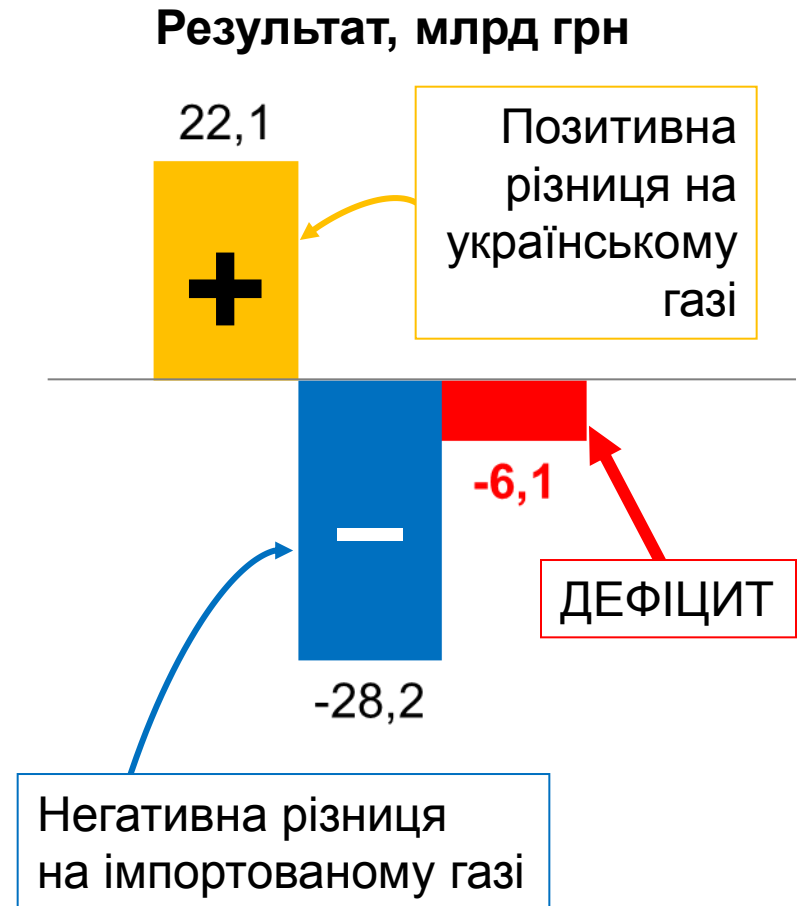 Результат, млрд грн
22,1
Позитивна
різниця на
українському
газі
+
–
-6,1
ДЕФІЦИТ
-28,2
Негативна різниця
на імпортованому газі